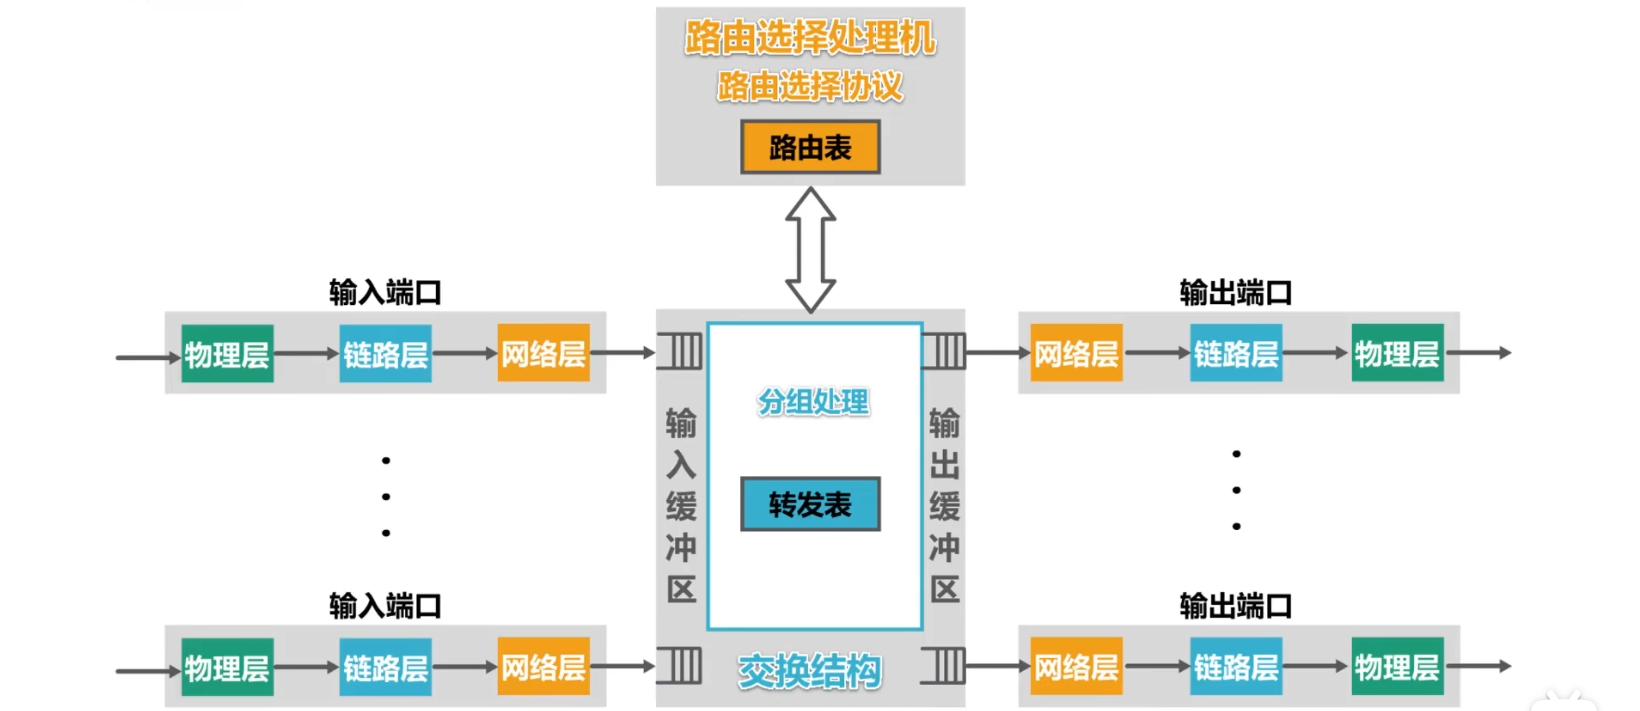 路由选择处理机
路由选择协议
路由表
输入端口
物理层
链路层
网络层
输出端口
网络层
链路层
物理层
分组处理
转发表
输入缓冲区
输出缓冲区
交换结构
输入端口
物理层
链路层
网络层
输出端口
网络层
链路层
物理层